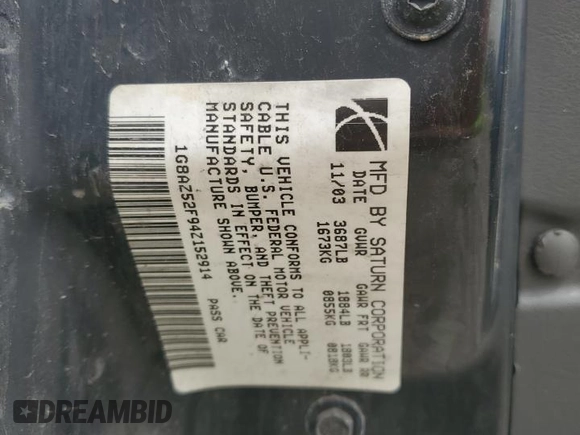 MFD BY SATURN CORPORATION
DATE GVWR GAWR FRT GAWR RR
11/03 3687LB 1884LB 1803LB
1673KG 0855KG 0818KG
THIS VEHICLE CONFORMS TO ALL APPLI-
CABLE U.S. FEDERAL MOTOR VEHICLE
SAFETY, BUMPER, AND THEFT PREVENTION
STANDARDS IN EFFECT ON THE DATE OF
MANUFACTURE SHOWN ABOVE.
1G8AZ52F94Z152914 PASS CAR
DREAMBID